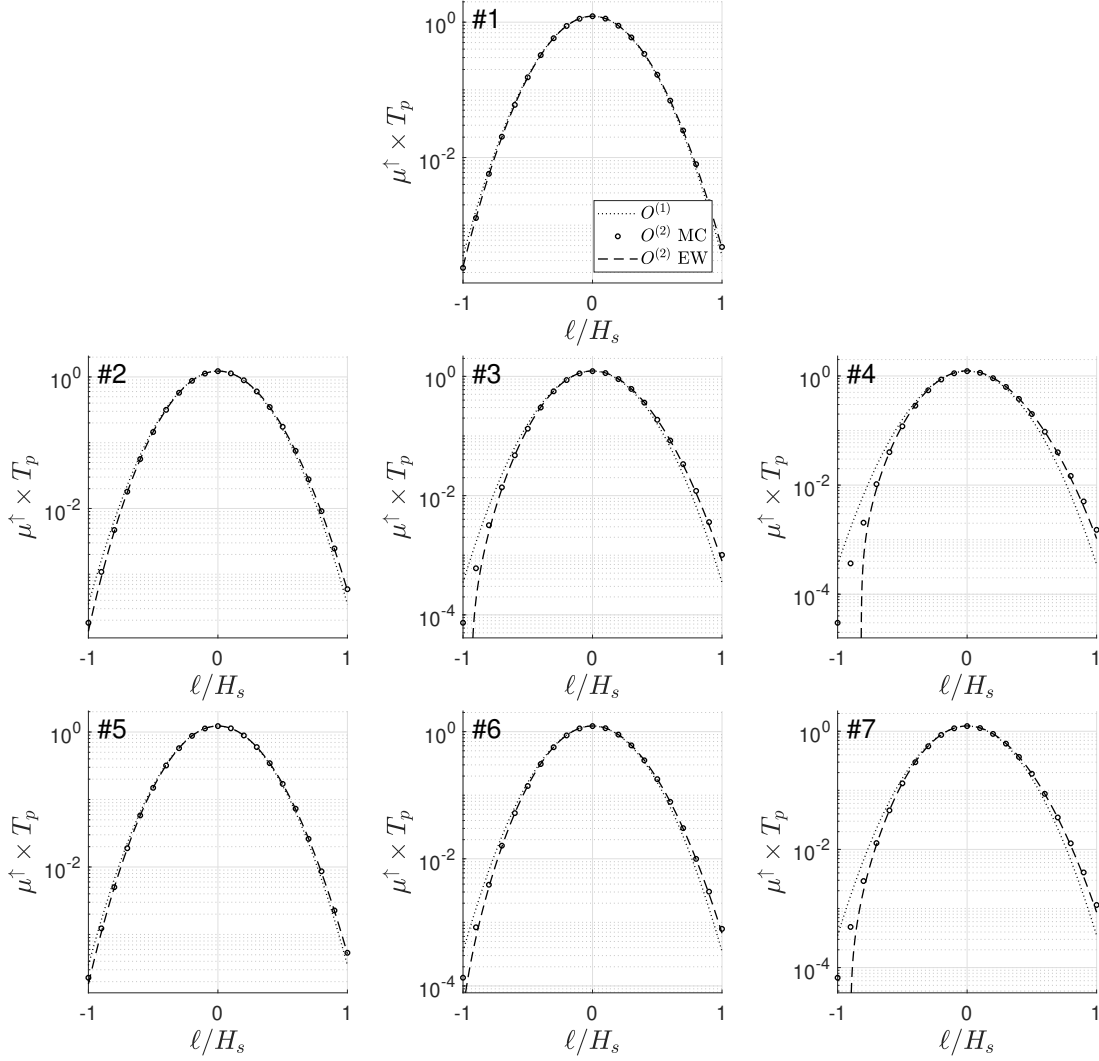 #1
10^0
10^{-2}
μ^↑ × T_p
O^{(1)}
O^{(2)} MC
O^{(2)} EW
-1 0 1
ℓ/H_s
#2
10^0
10^{-2}
μ^↑ × T_p
-1 0 1
ℓ/H_s
#3
10^0
10^{-2}
10^{-4}
μ^↑ × T_p
-1 0 1
ℓ/H_s
#4
10^0
10^{-2}
10^{-4}
μ^↑ × T_p
-1 0 1
ℓ/H_s
#5
10^0
10^{-2}
μ^↑ × T_p
-1 0 1
ℓ/H_s
#6
10^0
10^{-2}
10^{-4}
μ^↑ × T_p
-1 0 1
ℓ/H_s
#7
10^0
10^{-2}
10^{-4}
μ^↑ × T_p
-1 0 1
ℓ/H_s